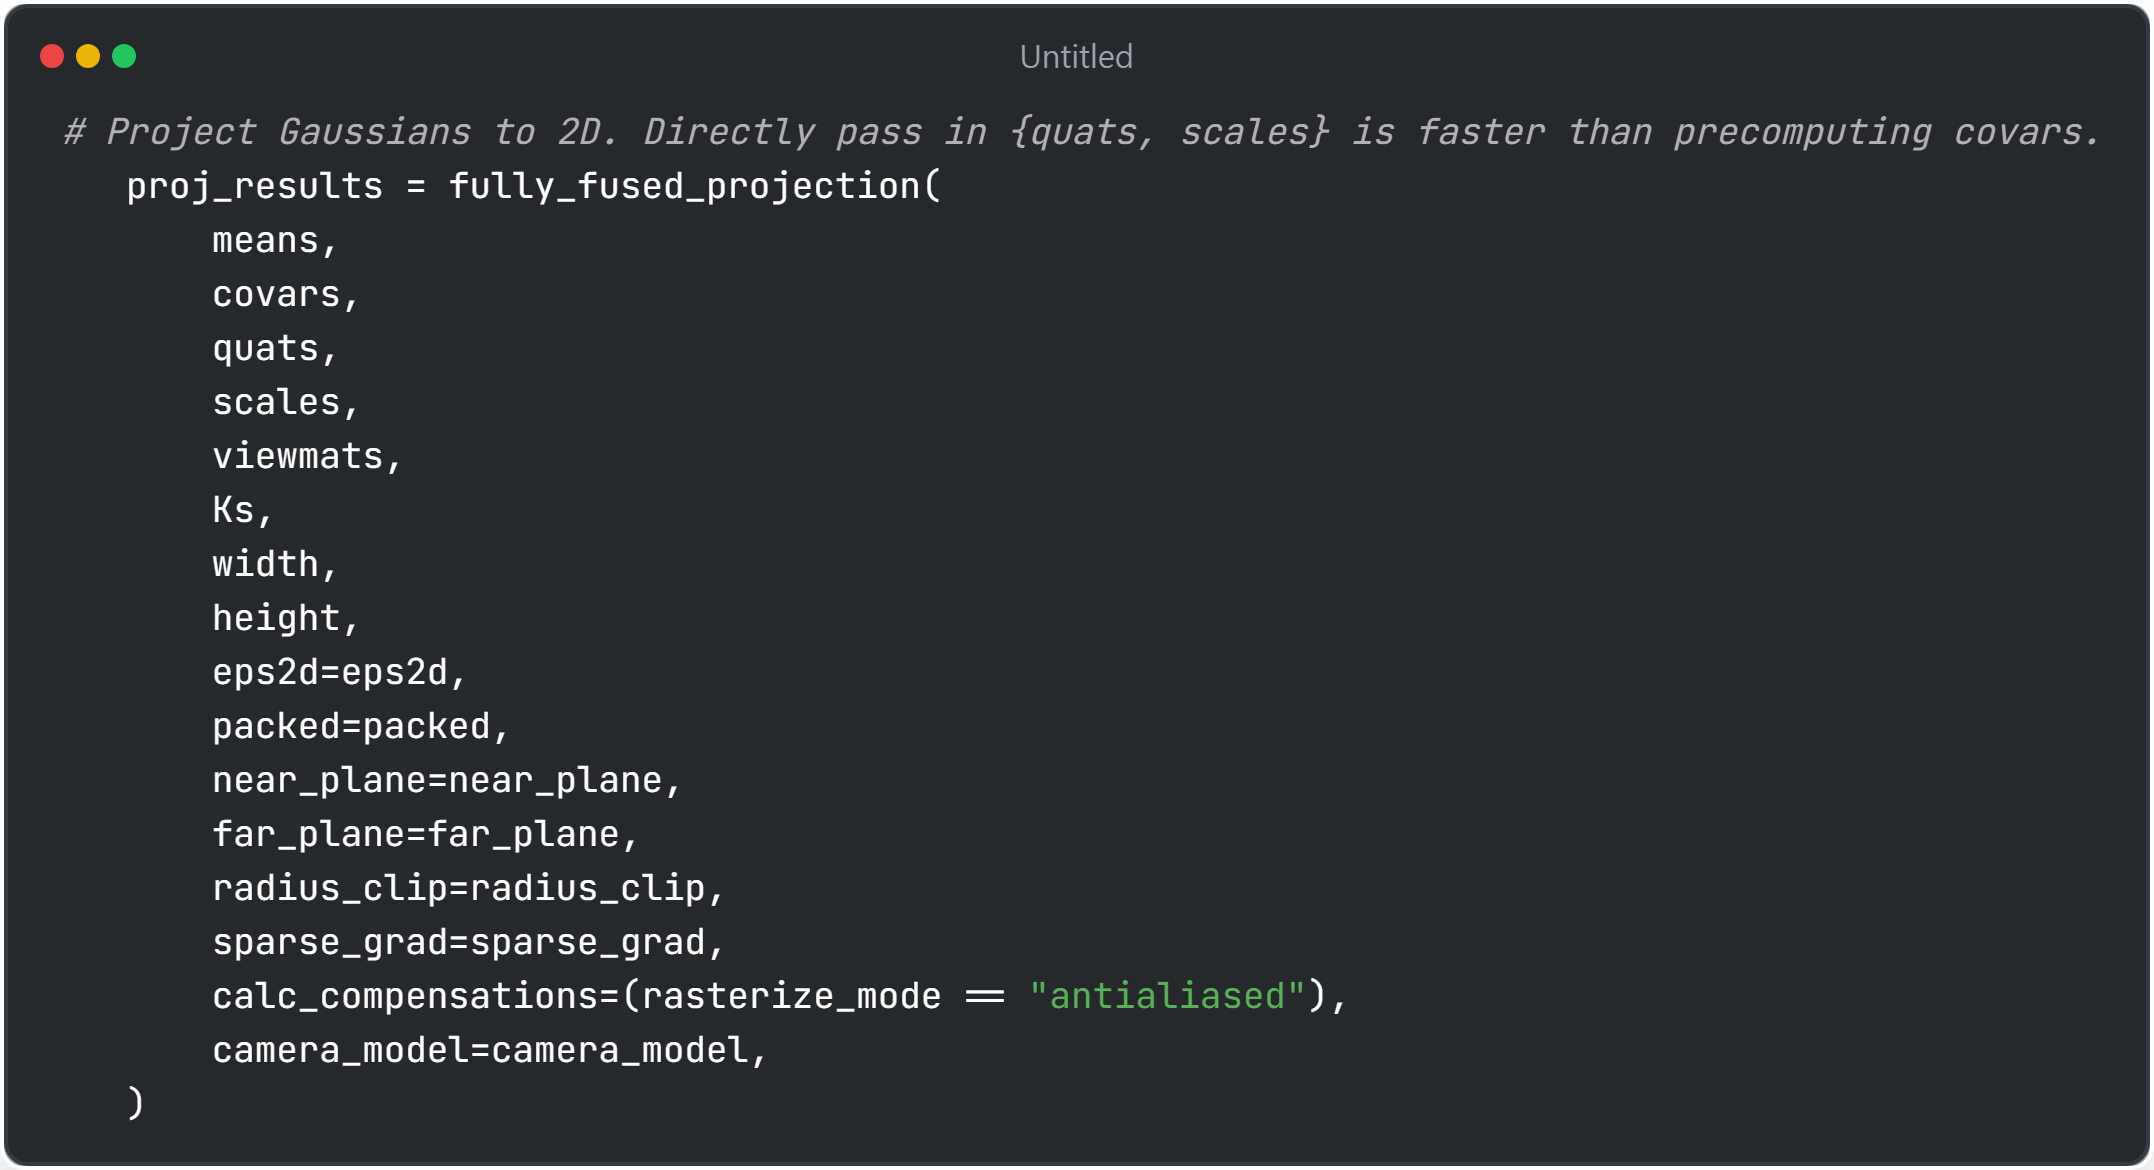 Untitled
# Project Gaussians to 2D. Directly pass in {quats, scales} is faster than precomputing covars.
proj_results = fully_fused_projection(
means,
covars,
quats,
scales,
viewmats,
Ks,
width,
height,
eps2d=eps2d,
packed=packed,
near_plane=near_plane,
far_plane=far_plane,
radius_clip=radius_clip,
sparse_grad=sparse_grad,
calc_compensations=(rasterize_mode == "antialiased"),
camera_model=camera_model,
)